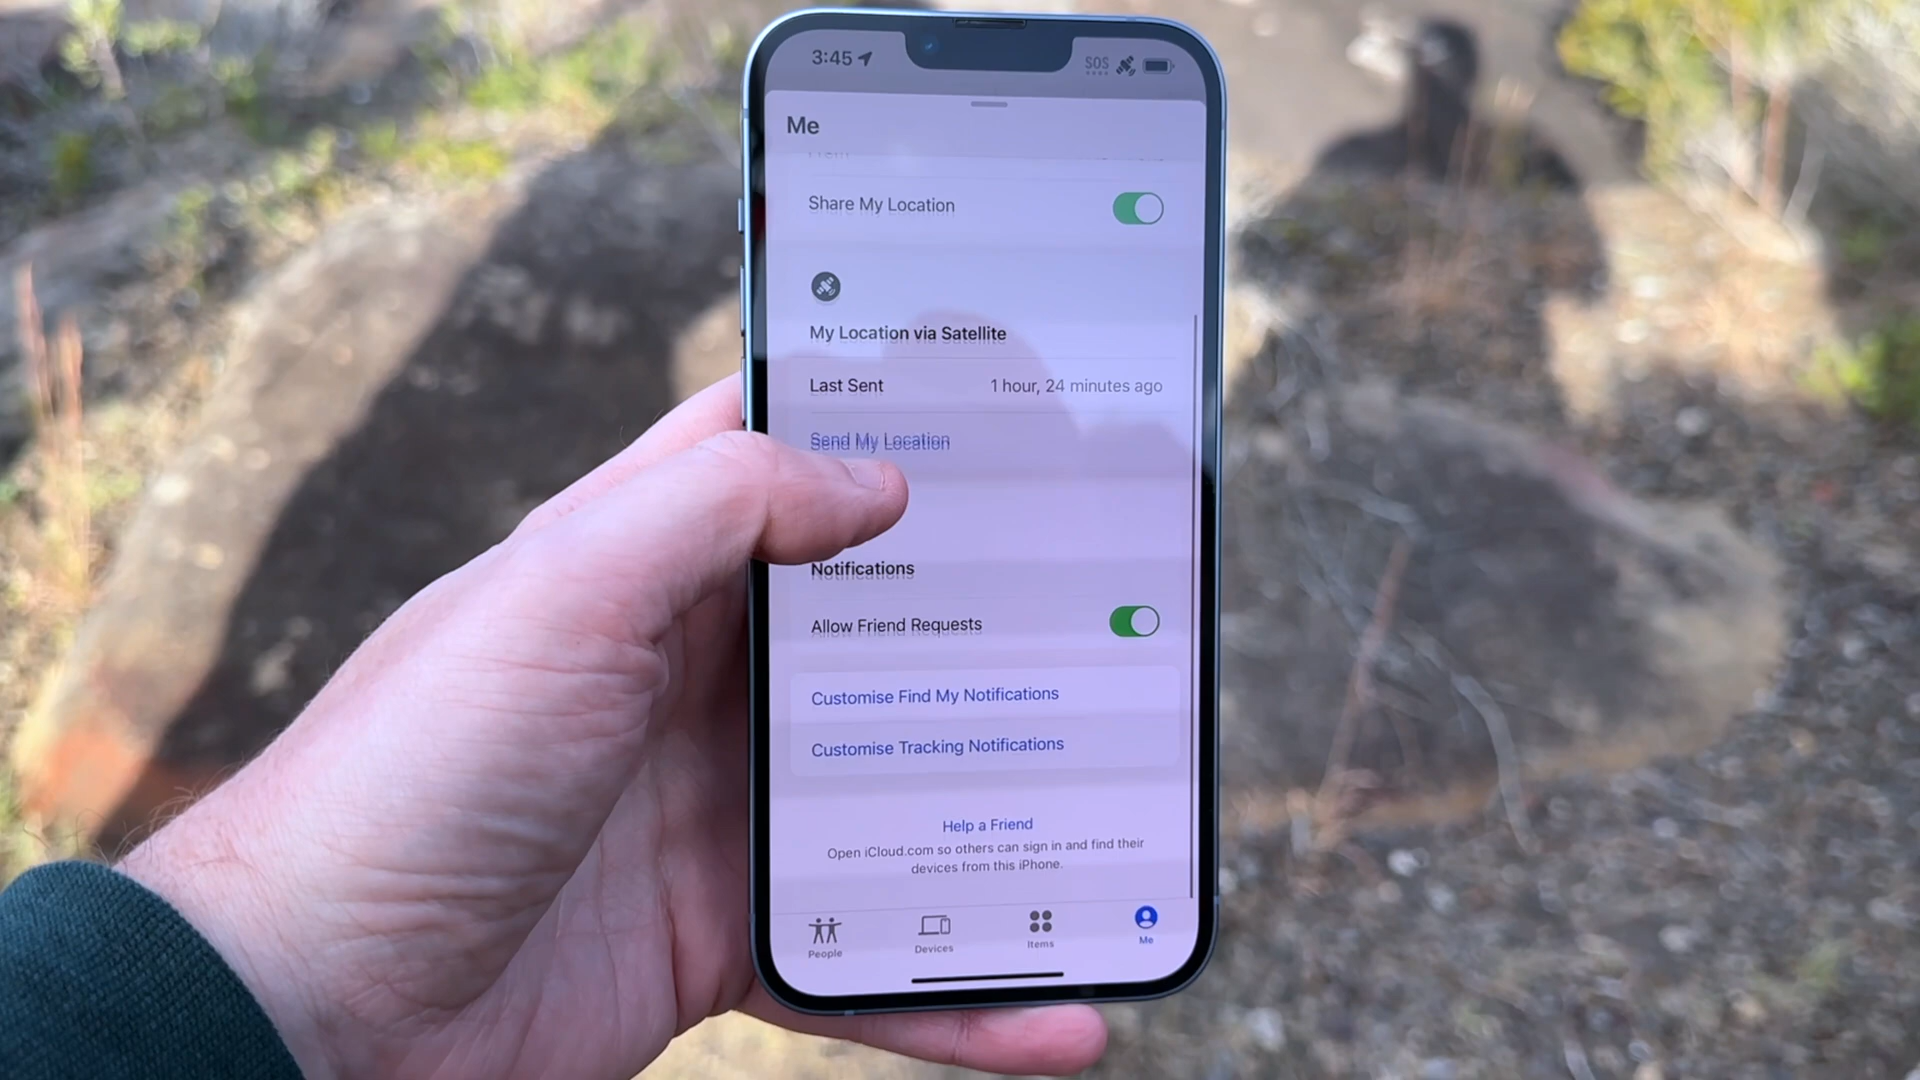 3:45
SOS
Me
Share My Location
My Location via Satellite
Last Sent
1 hour, 24 minutes ago
Send My Location
Notifications
Allow Friend Requests
Customise Find My Notifications
Customise Tracking Notifications
Help a Friend
Open iCloud.com so others can sign in and find their
devices from this iPhone.
People
Devices
Items
Me